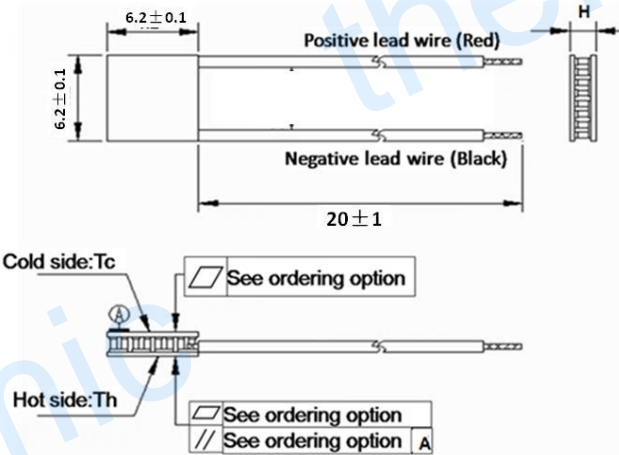 6.2±0.1
H
Positive lead wire (Red)
6.2±0.1
Negative lead wire (Black)
20±1
Cold side:Tc
See ordering option
A
Hot side:Th
See ordering option
// See ordering option A